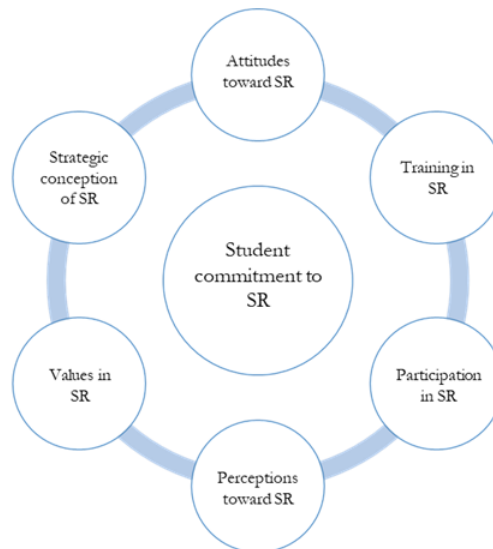 Attitudes
toward SR
Strategic
conception
of SR
Training in
SR
Student
commitment to
SR
Values in
SR
Participation
in SR
Perceptions
toward SR